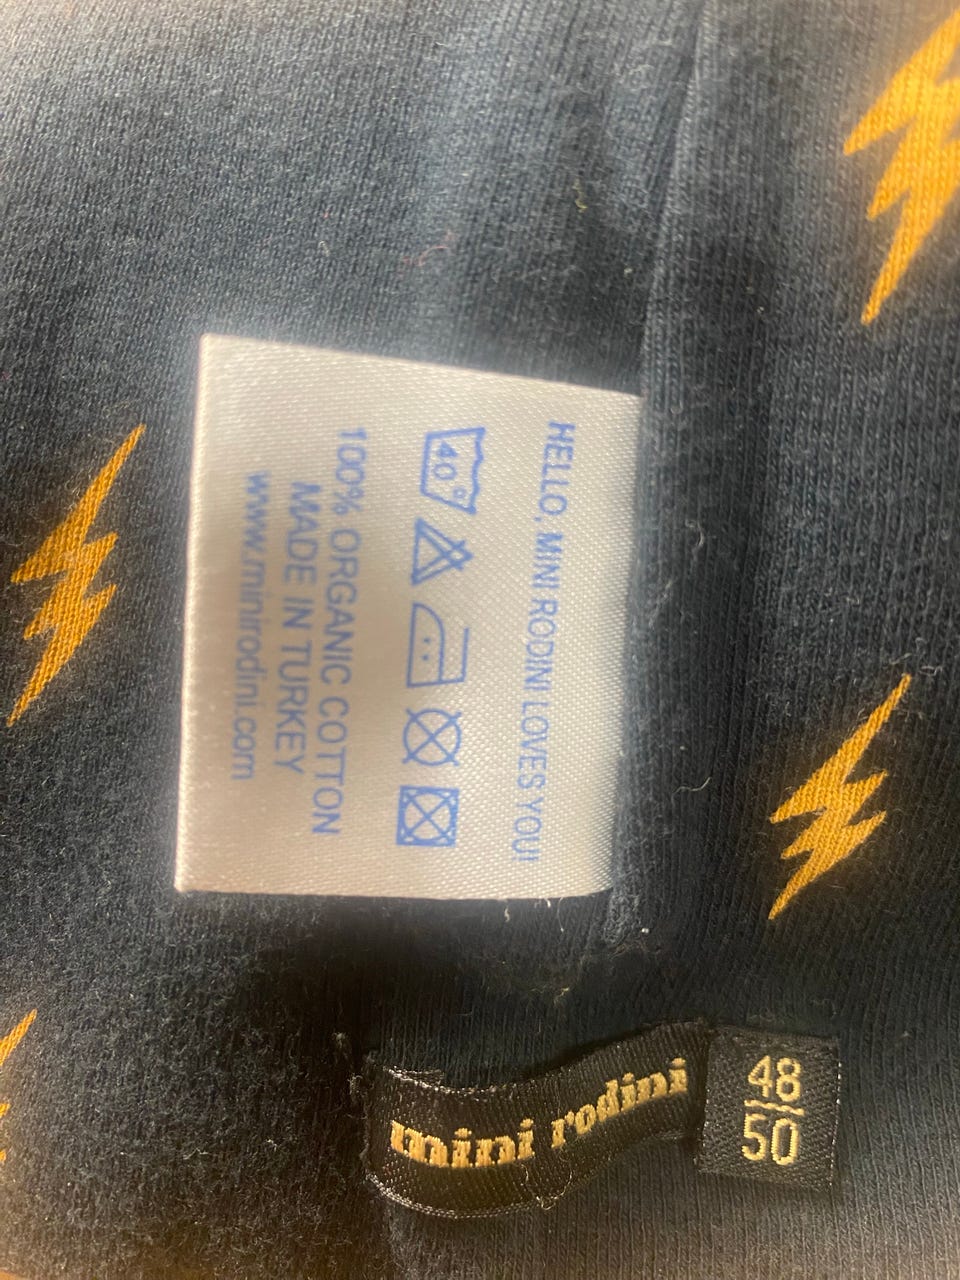 HELLO, MINI RODINI LOVES YOU!
40°
100% ORGANIC COTTON
MADE IN TURKEY
www.minirodini.com
mini rodini
48
50